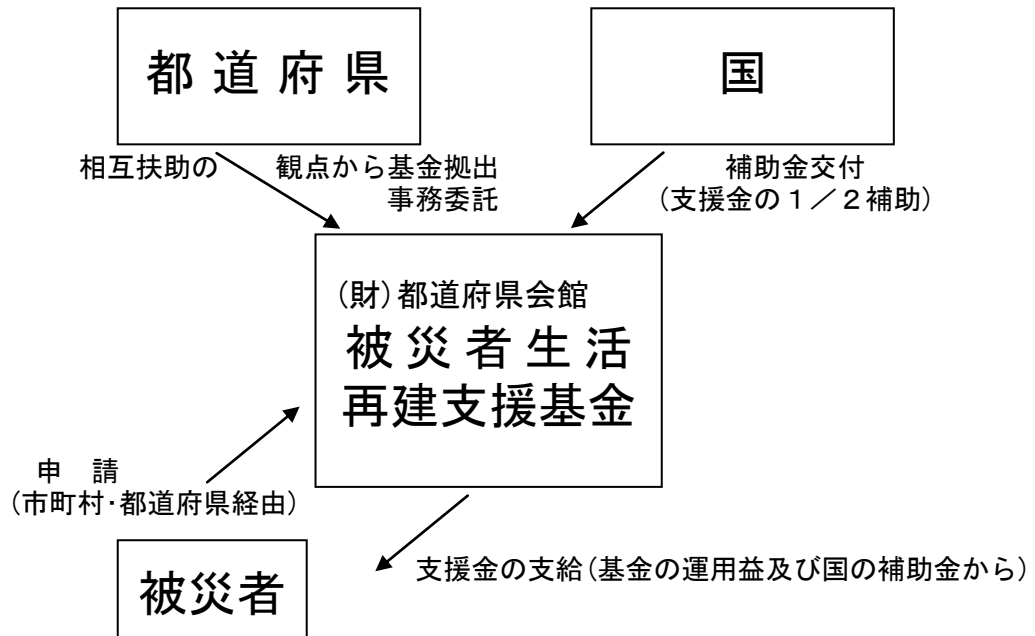 都道府県
国
相互扶助の 観点から基金拠出
事務委託
補助金交付
(支援金の1/2補助)
(財)都道府県会館
被災者生活
再建支援基金
申 請
(市町村・都道府県経由)
被災者
支援金の支給(基金の運用益及び国の補助金から)